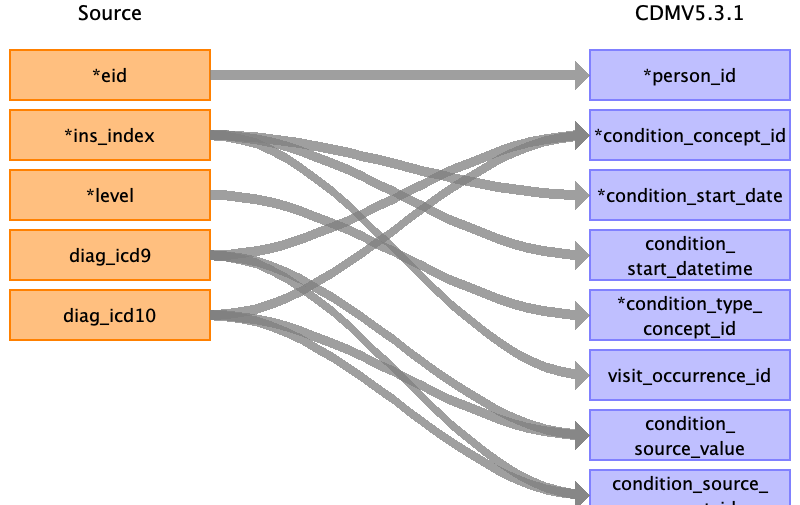 Source
CDMV5.3.1
*eid
*person_id
*ins_index
*condition_concept_id
*level
*condition_start_date
diag_icd9
condition_
start_datetime
diag_icd10
*condition_type_
concept_id
visit_occurrence_id
condition_
source_value
condition_source_